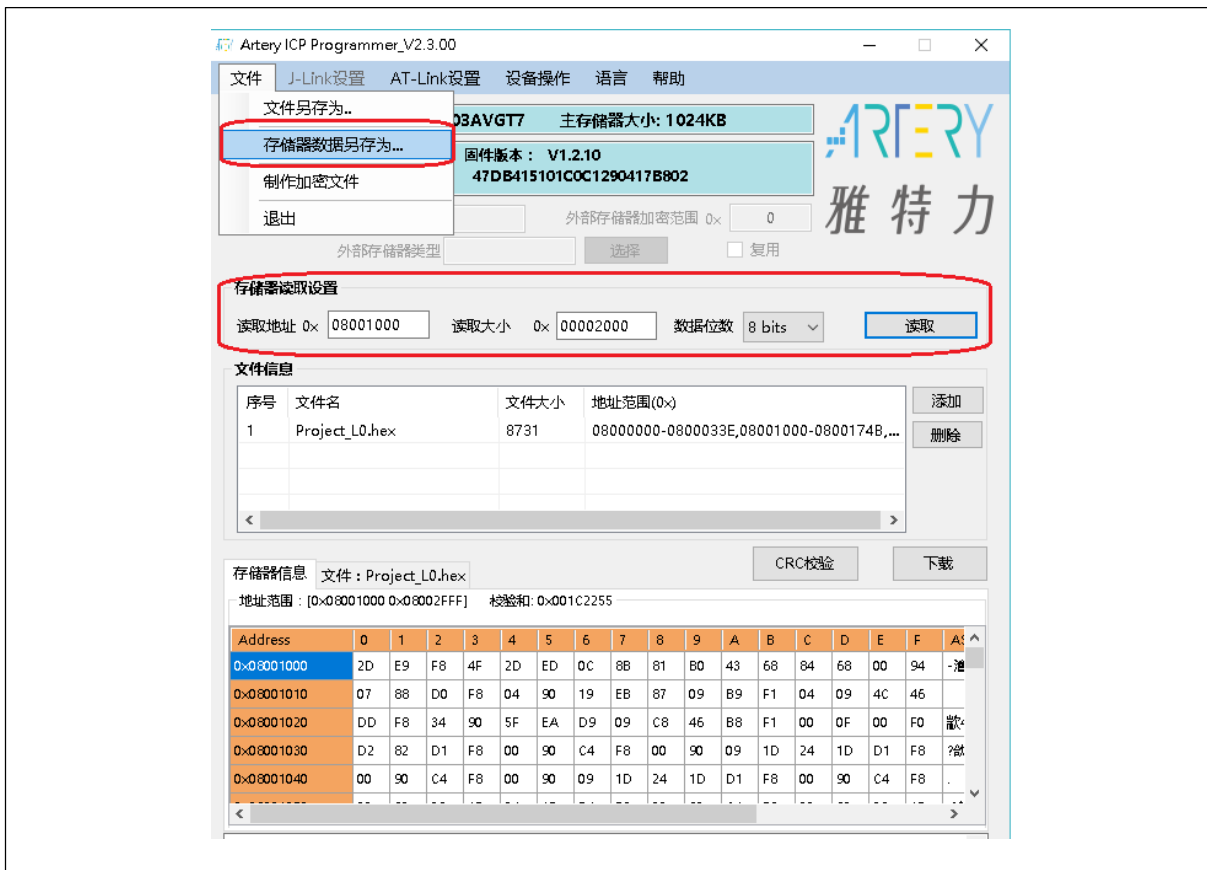 Artery ICP Programmer_V2.3.00
文件 J-Link设置 AT-Link设置 设备操作 语言 帮助
文件另存为..
存储器数据另存为...
制作加密文件
退出
03AVGT7 主存储器大小: 1024KB
固件版本： V1.2.10
47DB415101C0C1290417B802
外部存储器加密范围 0x 0
外部存储器类型 选择 复用
ARTERY
雅特力
存储器读取设置
读取地址 0x 08001000 读取大小 0x 00002000 数据位数 8 bits 读取
文件信息
序号 文件名 文件大小 地址范围(0x) 添加
1 Project_L0.hex 8731 08000000-0800033E,08001000-0800174B,... 删除
CRC校验 下载
存储器信息 文件：Project_L0.hex
地址范围：[0x08001000 0x08002FFF] 校验和: 0x001C2255
Address 0 1 2 3 4 5 6 7 8 9 A B C D E F
0x08001000 2D E9 F8 4F 2D ED 0C 8B 81 B0 43 68 84 68 00 94
0x08001010 07 88 D0 F8 04 90 19 EB 87 09 B9 F1 04 09 4C 46
0x08001020 DD F8 34 90 5F EA D9 09 C8 46 B8 F1 00 0F 00 F0
0x08001030 D2 82 D1 F8 00 90 C4 F8 00 90 09 1D 24 1D D1 F8
0x08001040 00 90 C4 F8 00 90 09 1D 24 1D D1 F8 00 90 C4 F8 .